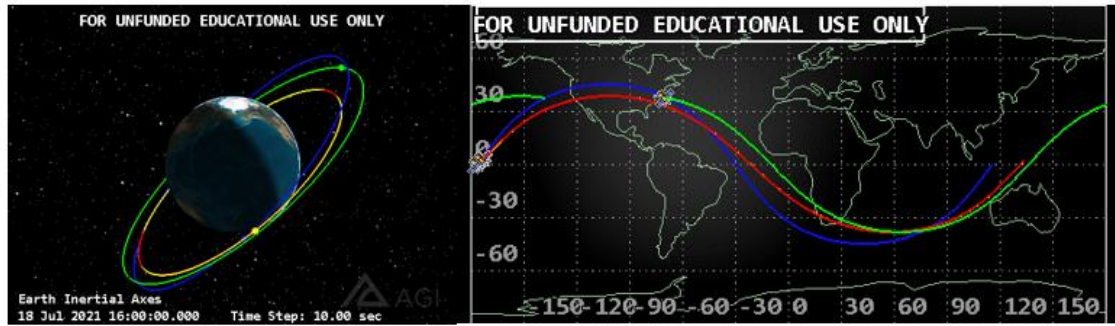 FOR UNFUNDED EDUCATIONAL USE ONLY
AGI
Earth Inertial Axes
18 Jul 2021 16:00:00.000 Time Step: 10.00 sec
FOR UNFUNDED EDUCATIONAL USE ONLY
60
30
0
-30
-60
-150 -120 -90 -60 -30 0 30 60 90 120 150